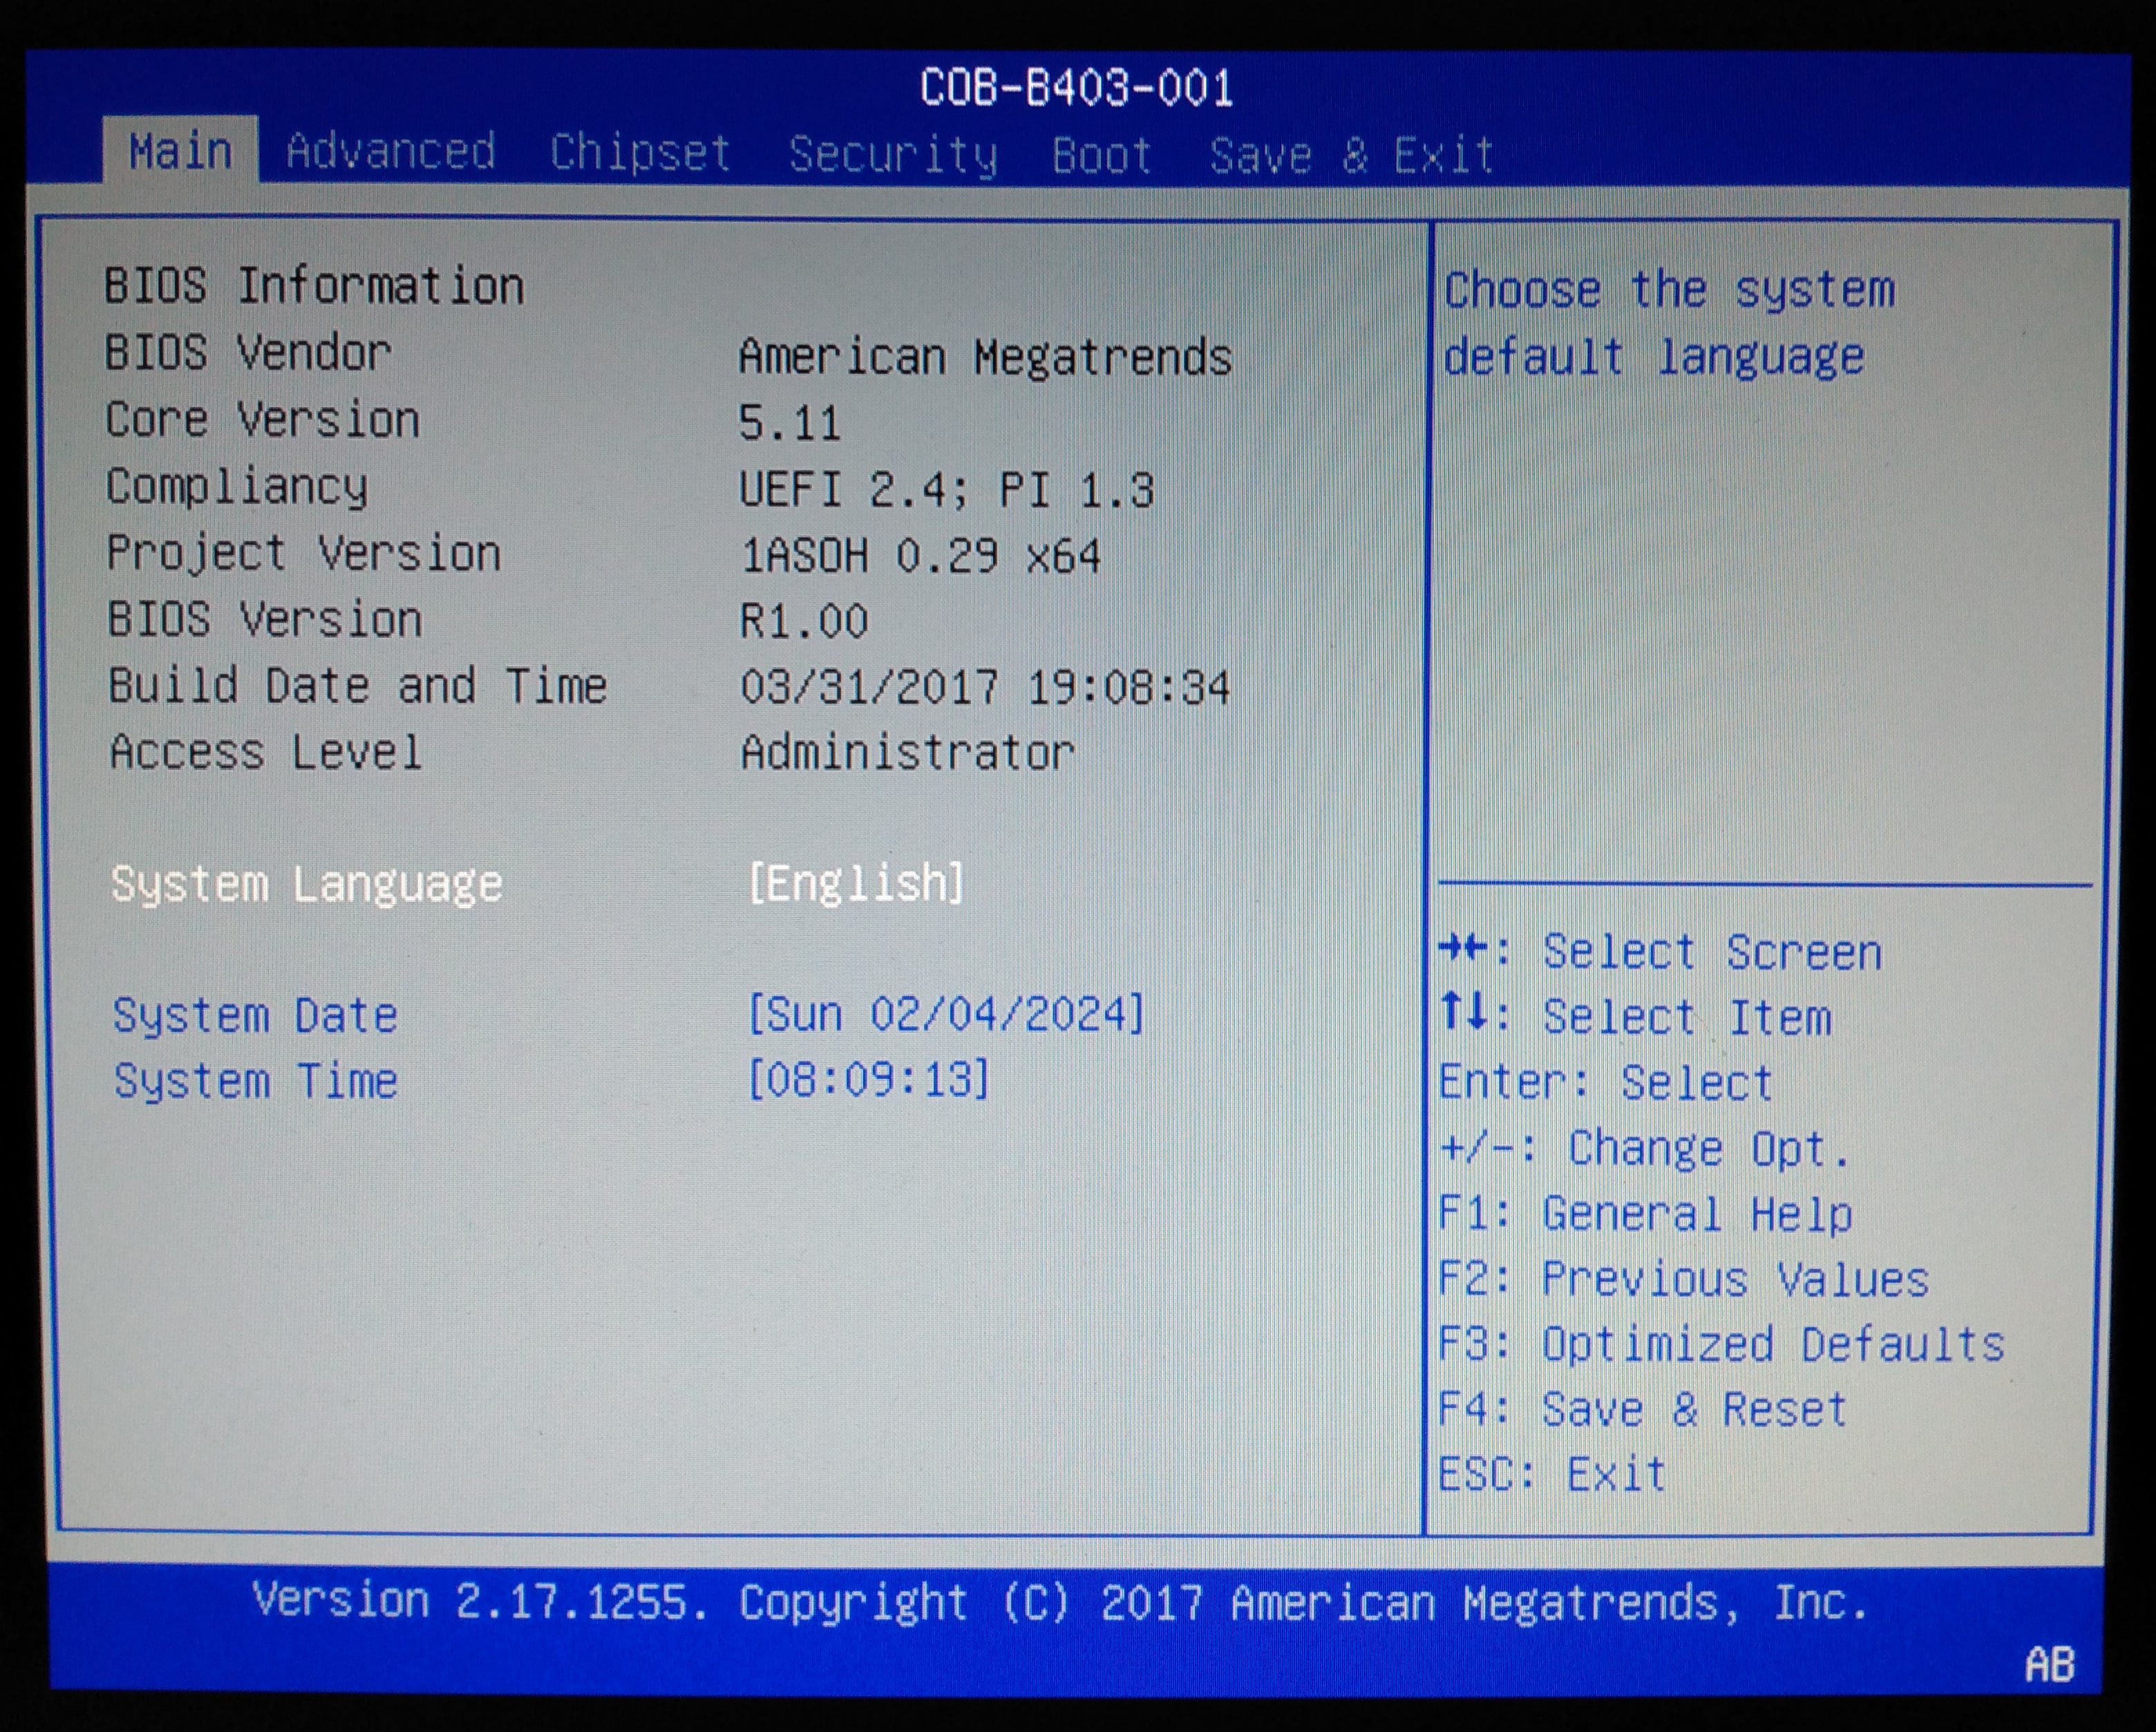 COB-B403-001
Main Advanced Chipset Security Boot Save & Exit
BIOS Information
BIOS Vendor American Megatrends
Core Version 5.11
Compliancy UEFI 2.4; PI 1.3
Project Version 1ASOH 0.29 x64
BIOS Version R1.00
Build Date and Time 03/31/2017 19:08:34
Access Level Administrator
System Language [English]
System Date [Sun 02/04/2024]
System Time [08:09:13]
Choose the system
default language
→←: Select Screen
↑↓: Select Item
Enter: Select
+/-: Change Opt.
F1: General Help
F2: Previous Values
F3: Optimized Defaults
F4: Save & Reset
ESC: Exit
Version 2.17.1255. Copyright (C) 2017 American Megatrends, Inc.
AB